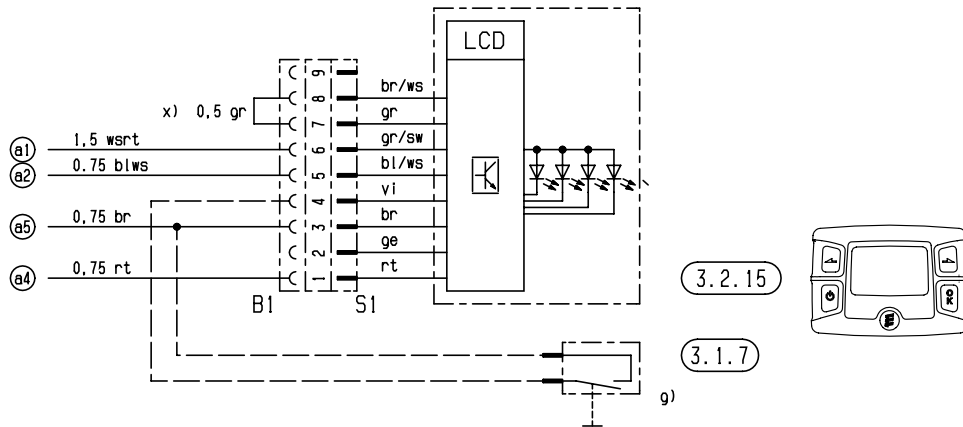 LCD
9
br/ws
8
x) 0,5 gr
gr
7
a1 1,5 wsrt
gr/sw
6
a2 0.75 blws
bl/ws
5
vi
4
a5 0,75 br
br
3
ge
2
a4 0,75 rt
rt
1
B1 S1
3.2.15
OK
3.1.7
g)